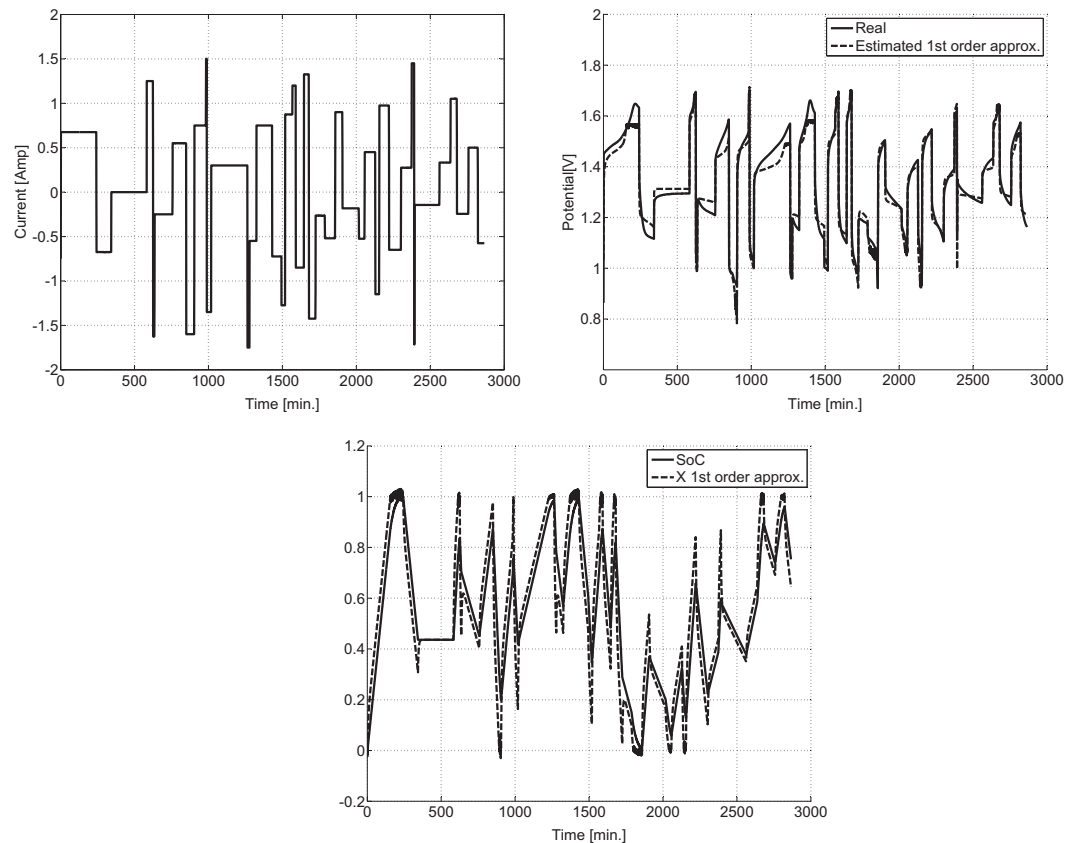 2
1.5
1
0.5
0
-0.5
-1
-1.5
-2
0 500 1000 1500 2000 2500 3000
Current [Amp]
Time [min.]
2
1.8
1.6
1.4
1.2
1
0.8
0 500 1000 1500 2000 2500 3000
Potential[V]
Time [min.]
Real
Estimated 1st order approx.
1.2
1
0.8
0.6
0.4
0.2
0
-0.2
0 500 1000 1500 2000 2500 3000
Time [min.]
SoC
X 1st order approx.